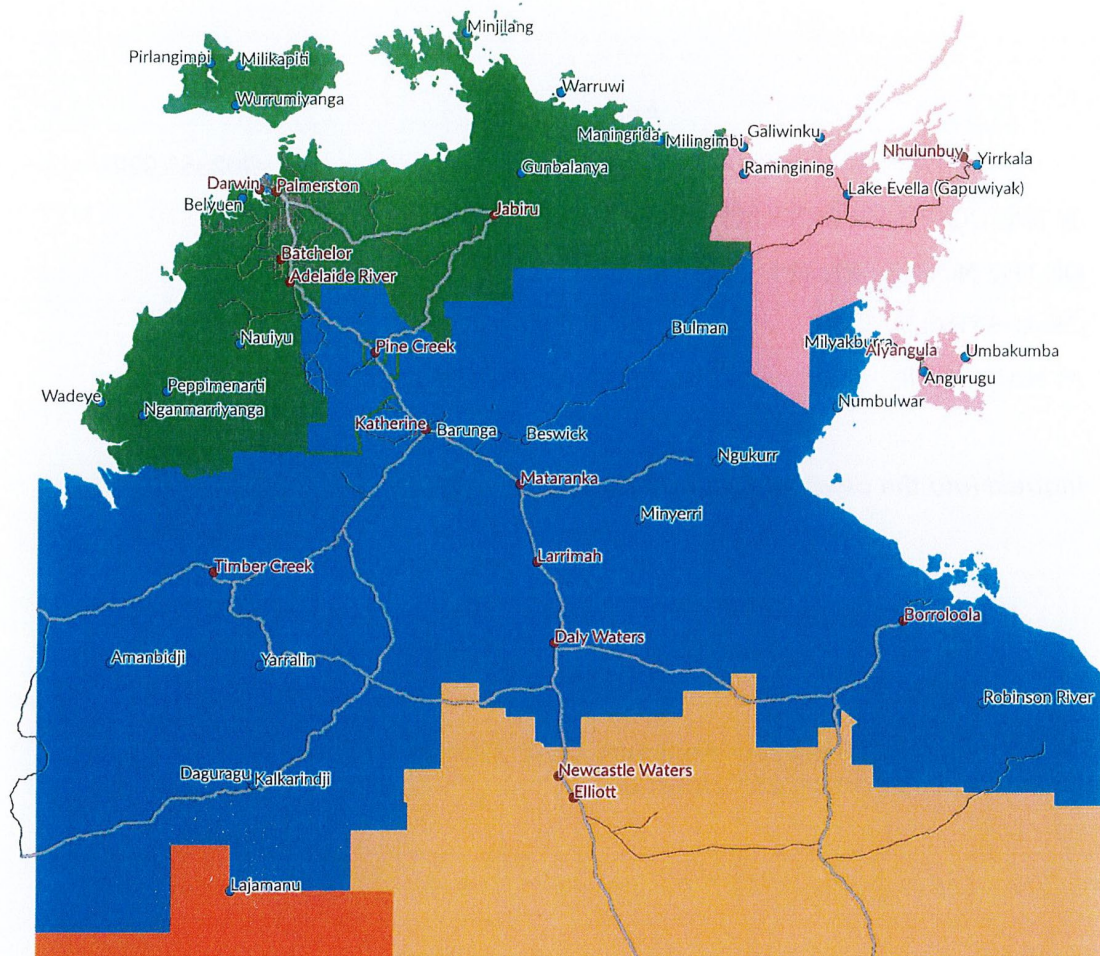 Minjilang
Pirlangimpi
Milikapiti
Wurrumiyanga
Warruwi
Maningrida
Milingimbi
Galiwinku
Nhulunbuy
Yirrkala
Gunbalanya
Ramingining
Darwin
Palmerston
Belyuen
Lake Evella (Gapuwiyak)
Jabiru
Batchelor
Adelaide River
Nauiyu
Bulman
Pine Creek
Milyakburra
Alyangula
Umbakumba
Angurugu
Wadeye
Peppimenarti
Nganmarriyanga
Numbulwar
Katherine
Barunga
Beswick
Ngukurr
Mataranka
Minyerri
Timber Creek
Larrimah
Borroloola
Daly Waters
Amanbidji
Yarralin
Robinson River
Daguragu
Kalkarindji
Newcastle Waters
Elliott
Lajamanu